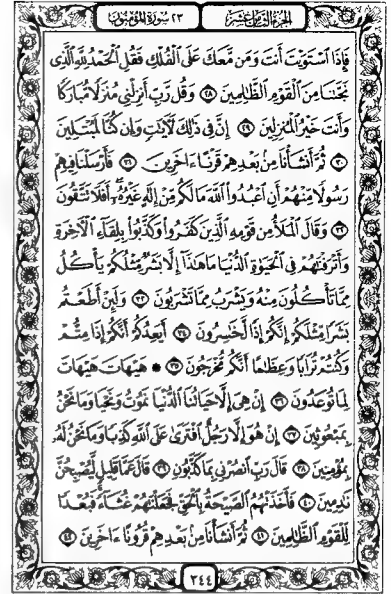 الجزء الثامن عشر ٢٣ سورة المؤمنون
فَإِذَا ٱسْتَوَيْتَ أَنتَ وَمَن مَّعَكَ عَلَى ٱلْفُلْكِ فَقُلِ ٱلْحَمْدُ لِلَّهِ ٱلَّذِى
نَجَّىٰنَا مِنَ ٱلْقَوْمِ ٱلظَّٰلِمِينَ ٢٨ وَقُل رَّبِّ أَنزِلْنِى مُنزَلًا مُّبَارَكًا
وَأَنتَ خَيْرُ ٱلْمُنزِلِينَ ٢٩ إِنَّ فِى ذَٰلِكَ لَءَايَٰتٍ وَإِن كُنَّا لَمُبْتَلِينَ
٣٠ ثُمَّ أَنشَأْنَا مِنۢ بَعْدِهِمْ قَرْنًا ءَاخَرِينَ ٣١ فَأَرْسَلْنَا فِيهِمْ
رَسُولًا مِّنْهُمْ أَنِ ٱعْبُدُوا۟ ٱللَّهَ مَا لَكُم مِّنْ إِلَٰهٍ غَيْرُهُۥٓ أَفَلَا تَتَّقُونَ
٣٢ وَقَالَ ٱلْمَلَأُ مِن قَوْمِهِ ٱلَّذِينَ كَفَرُوا۟ وَكَذَّبُوا۟ بِلِقَآءِ ٱلْءَاخِرَةِ
وَأَتْرَفْنَٰهُمْ فِى ٱلْحَيَوٰةِ ٱلدُّنْيَا مَا هَٰذَآ إِلَّا بَشَرٌ مِّثْلُكُمْ يَأْكُلُ
مِمَّا تَأْكُلُونَ مِنْهُ وَيَشْرَبُ مِمَّا تَشْرَبُونَ ٣٣ وَلَئِنْ أَطَعْتُم
بَشَرًا مِّثْلَكُمْ إِنَّكُمْ إِذًا لَّخَٰسِرُونَ ٣٤ أَيَعِدُكُمْ أَنَّكُمْ إِذَا مِتُّمْ
وَكُنتُمْ تُرَابًا وَعِظَٰمًا أَنَّكُم مُّخْرَجُونَ ٣٥ ۞ هَيْهَاتَ هَيْهَاتَ
لِمَا تُوعَدُونَ ٣٦ إِنْ هِىَ إِلَّا حَيَاتُنَا ٱلدُّنْيَا نَمُوتُ وَنَحْيَا وَمَا نَحْنُ
بِمَبْعُوثِينَ ٣٧ إِنْ هُوَ إِلَّا رَجُلٌ ٱفْتَرَىٰ عَلَى ٱللَّهِ كَذِبًا وَمَا نَحْنُ لَهُۥ
بِمُؤْمِنِينَ ٣٨ قَالَ رَبِّ ٱنصُرْنِى بِمَا كَذَّبُونِ ٣٩ قَالَ عَمَّا قَلِيلٍ لَّيُصْبِحُنَّ
نَٰدِمِينَ ٤٠ فَأَخَذَتْهُمُ ٱلصَّيْحَةُ بِٱلْحَقِّ فَجَعَلْنَٰهُمْ غُثَآءً فَبُعْدًا
لِّلْقَوْمِ ٱلظَّٰلِمِينَ ٤١ ثُمَّ أَنشَأْنَا مِنۢ بَعْدِهِمْ قُرُونًا ءَاخَرِينَ ٤٢
٣٤٤